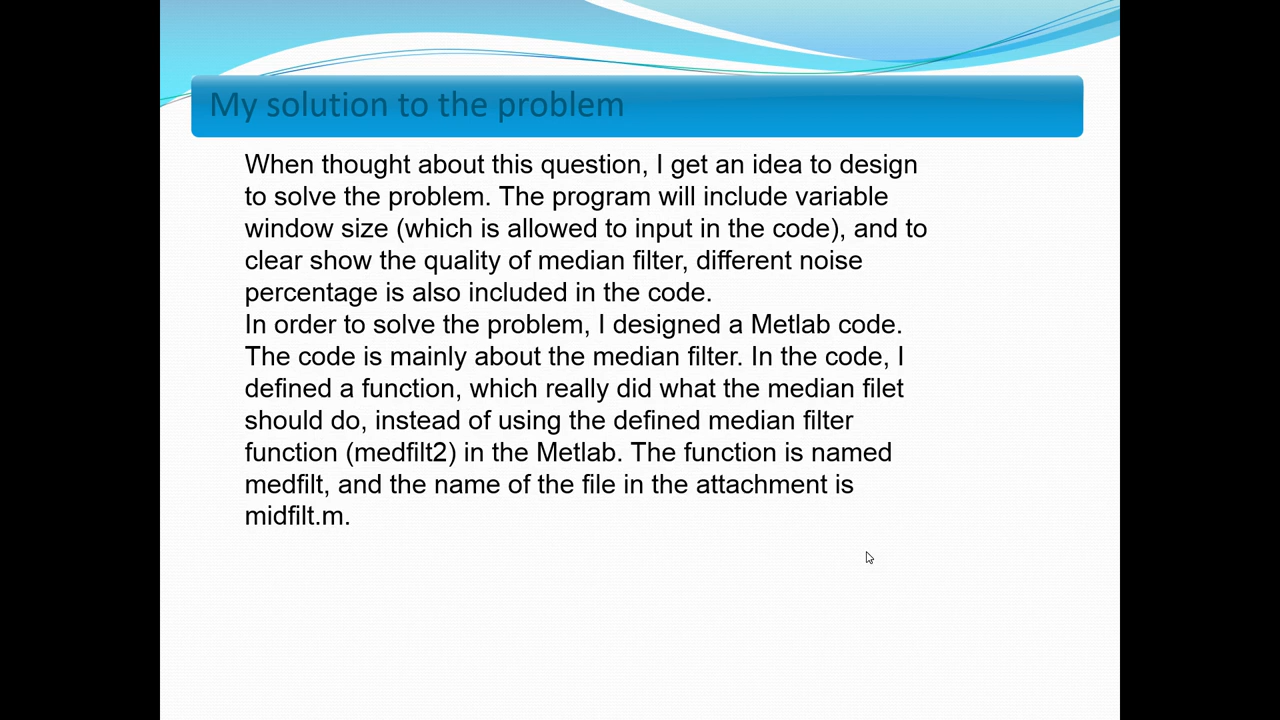 My solution to the problem
When thought about this question, I get an idea to design
to solve the problem. The program will include variable
window size (which is allowed to input in the code), and to
clear show the quality of median filter, different noise
percentage is also included in the code.
In order to solve the problem, I designed a Metlab code.
The code is mainly about the median filter. In the code, I
defined a function, which really did what the median filet
should do, instead of using the defined median filter
function (medfilt2) in the Metlab. The function is named
medfilt, and the name of the file in the attachment is
midfilt.m.